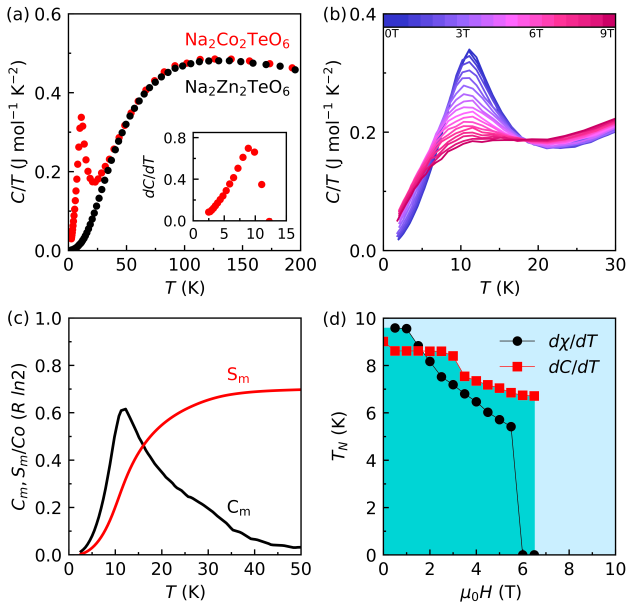 (a)
C/T (J mol⁻¹ K⁻²)
0.6
0.4
0.2
0.0
Na₂Co₂TeO₆
Na₂Zn₂TeO₆
dC/dT
0.8
0.4
0.0
0 5 10 15
0 50 100 150 200
T (K)
(b)
C/T (J mol⁻¹ K⁻²)
0.4
0.2
0.0
0T 3T 6T 9T
0 10 20 30
T (K)
(c)
Cₘ, Sₘ/Co (R ln2)
1.0
0.8
0.6
0.4
0.2
0.0
Sₘ
Cₘ
0 10 20 30 40 50
T (K)
(d)
T_N (K)
10
8
6
4
2
0
dχ/dT
dC/dT
0 2 4 6 8 10
μ₀H (T)